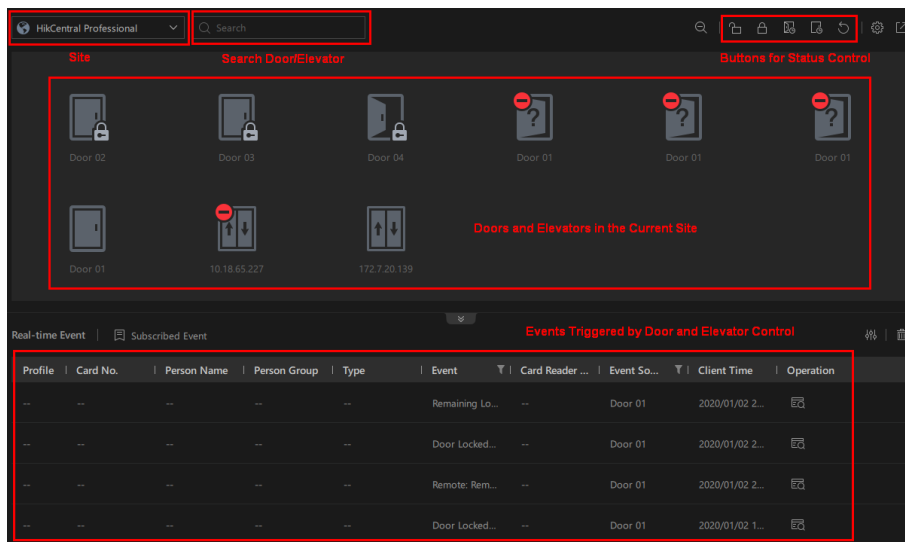 HikCentral Professional
Search
Site
Search Door/Elevator
Buttons for Status Control
Door 02
Door 03
Door 04
Door 01
Door 01
Door 01
Doors and Elevators in the Current Site
Door 01
10.18.65.227
172.7.20.139
Real-time Event
Subscribed Event
Events Triggered by Door and Elevator Control
Profile Card No. Person Name Person Group Type Event Card Reader ... Event So... Client Time Operation
-- -- -- -- -- Remaining Lo... -- Door 01 2020/01/02 2...
-- -- -- -- -- Door Locked... -- Door 01 2020/01/02 2...
-- -- -- -- -- Remote: Rem... -- Door 01 2020/01/02 2...
-- -- -- -- -- Door Locked... -- Door 01 2020/01/02 1...